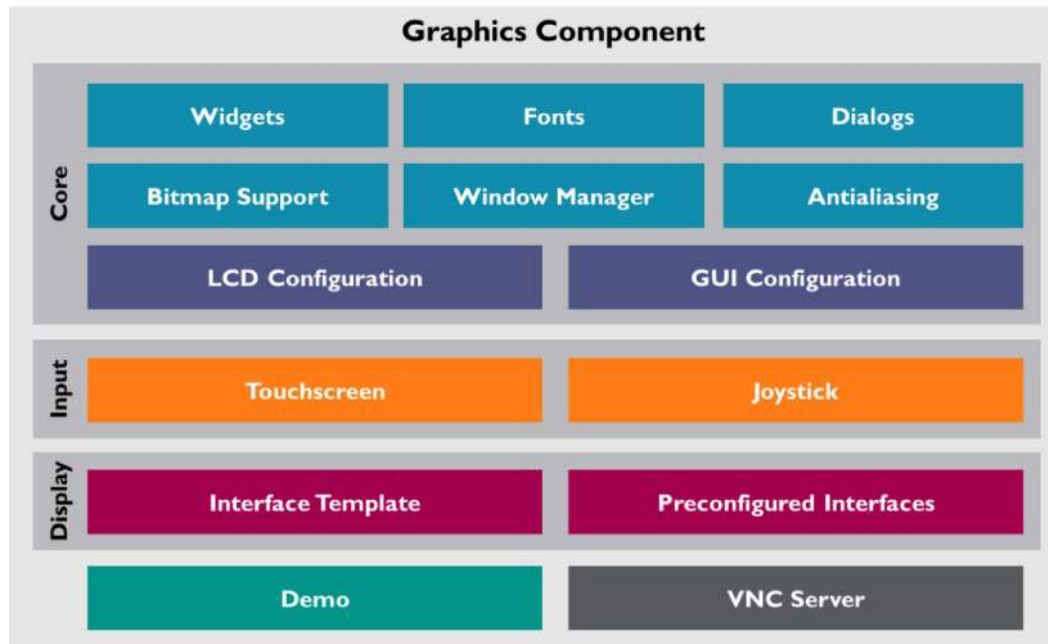 Graphics Component
Core
Widgets
Fonts
Dialogs
Bitmap Support
Window Manager
Antialiasing
LCD Configuration
GUI Configuration
Input
Touchscreen
Joystick
Display
Interface Template
Preconfigured Interfaces
Demo
VNC Server